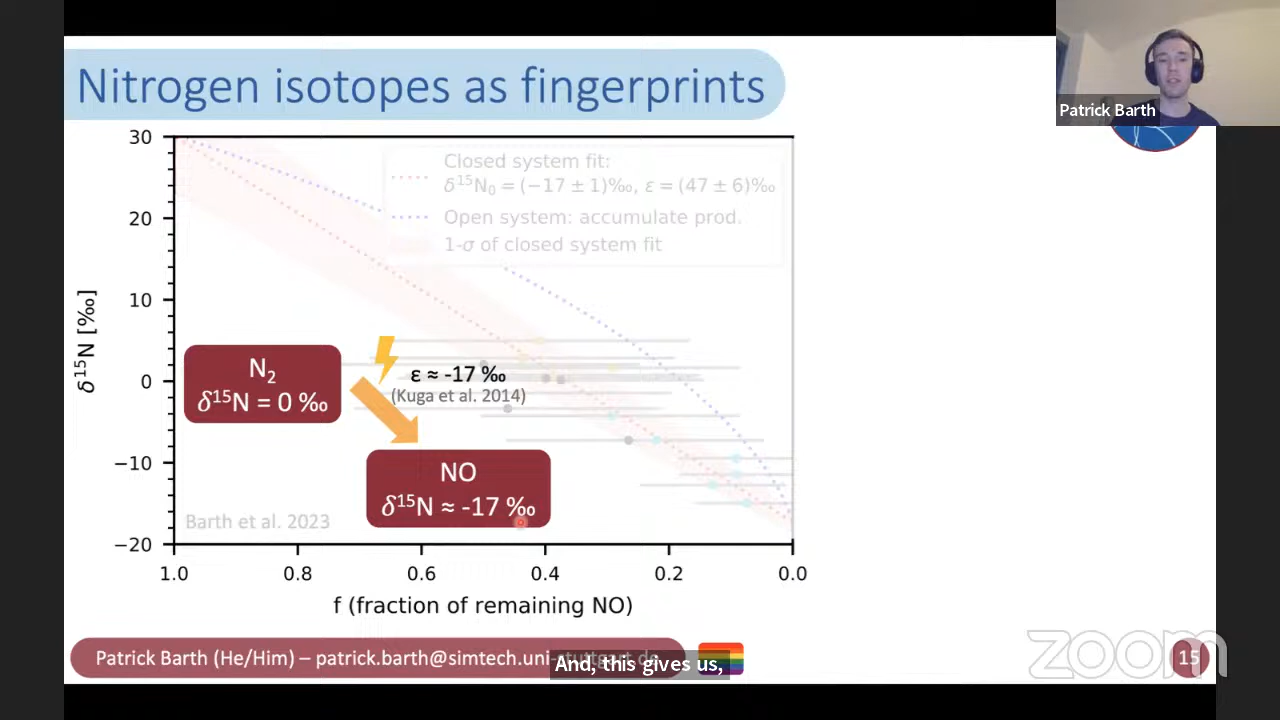 Nitrogen isotopes as fingerprints
Patrick Barth
30
20
10
0
−10
−20
δ¹⁵N [‰]
Closed system fit:
δ¹⁵N₀ = (−17 ± 1)‰, ε = (47 ± 6)‰
Open system: accumulate prod.
1-σ of closed system fit
N₂
δ¹⁵N = 0 ‰
ε ≈ -17 ‰
(Kuga et al. 2014)
NO
δ¹⁵N ≈ -17 ‰
Barth et al. 2023
1.0 0.8 0.6 0.4 0.2 0.0
f (fraction of remaining NO)
Patrick Barth (He/Him) – patrick.barth@simtech.uni-stuttgart.de
And, this gives us,
zoom
15